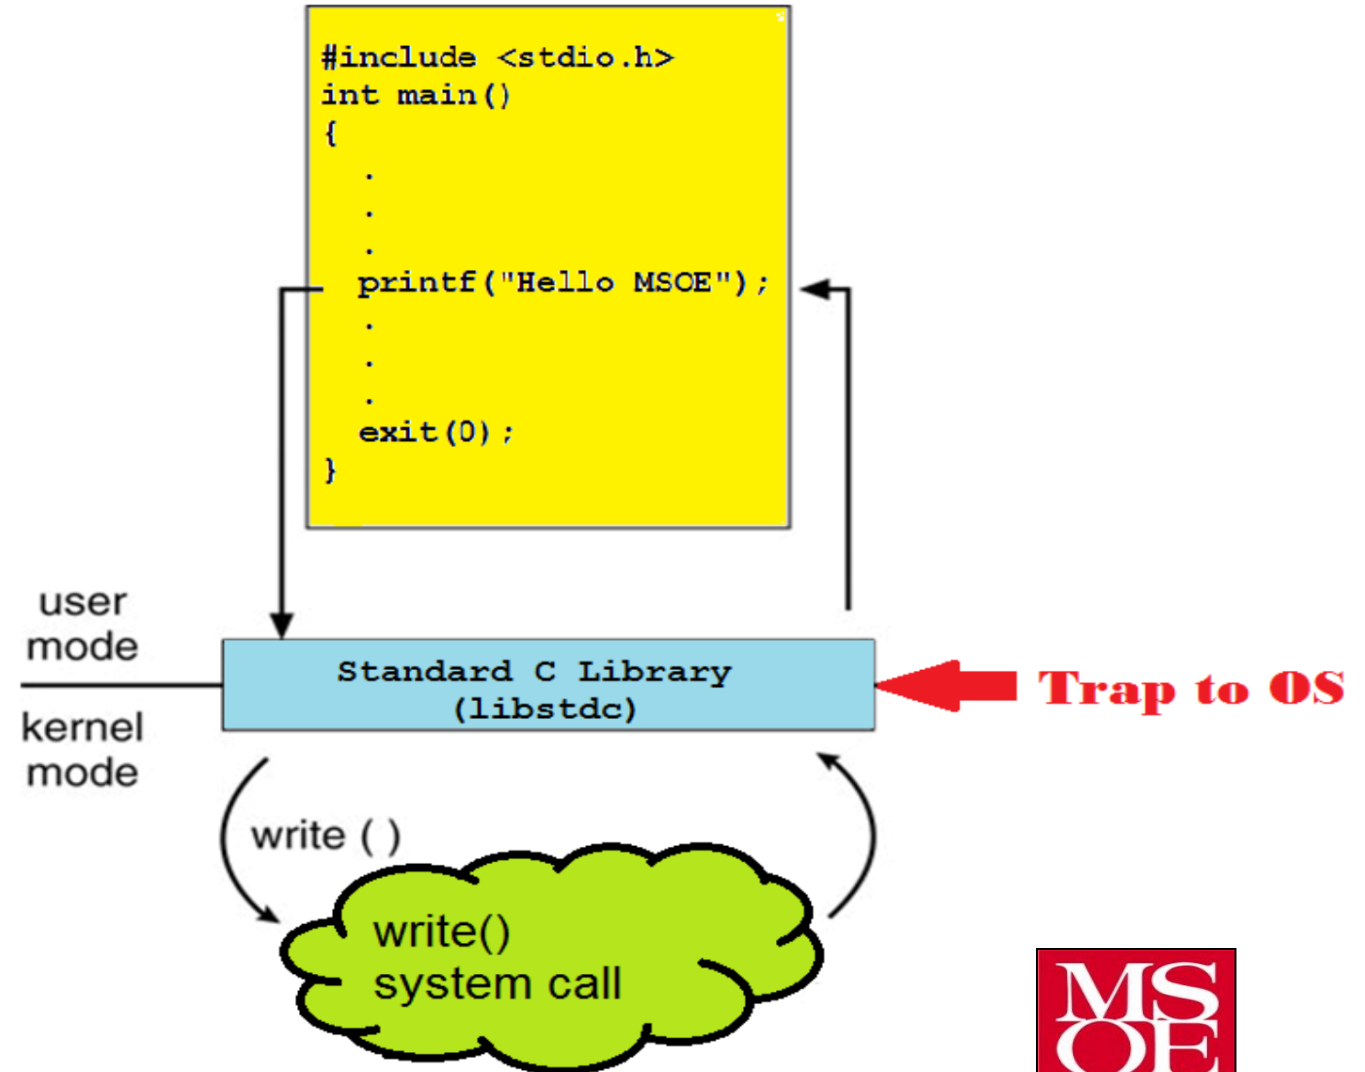 #include <stdio.h>
int main()
{
.
.
.
printf("Hello MSOE");
.
.
.
exit(0);
}
user
mode
Standard C Library
(libstdc)
Trap to OS
kernel
mode
write ( )
write()
system call
MS
OE